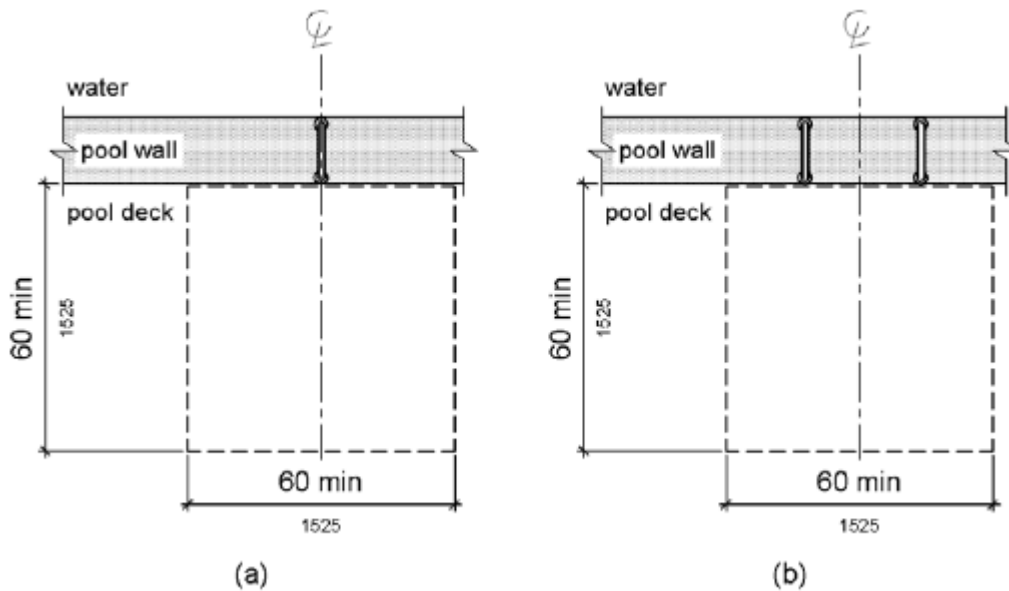 ℄
water
pool wall
pool deck
60 min
1525
60 min
1525
(a)
℄
water
pool wall
pool deck
60 min
1525
60 min
1525
(b)